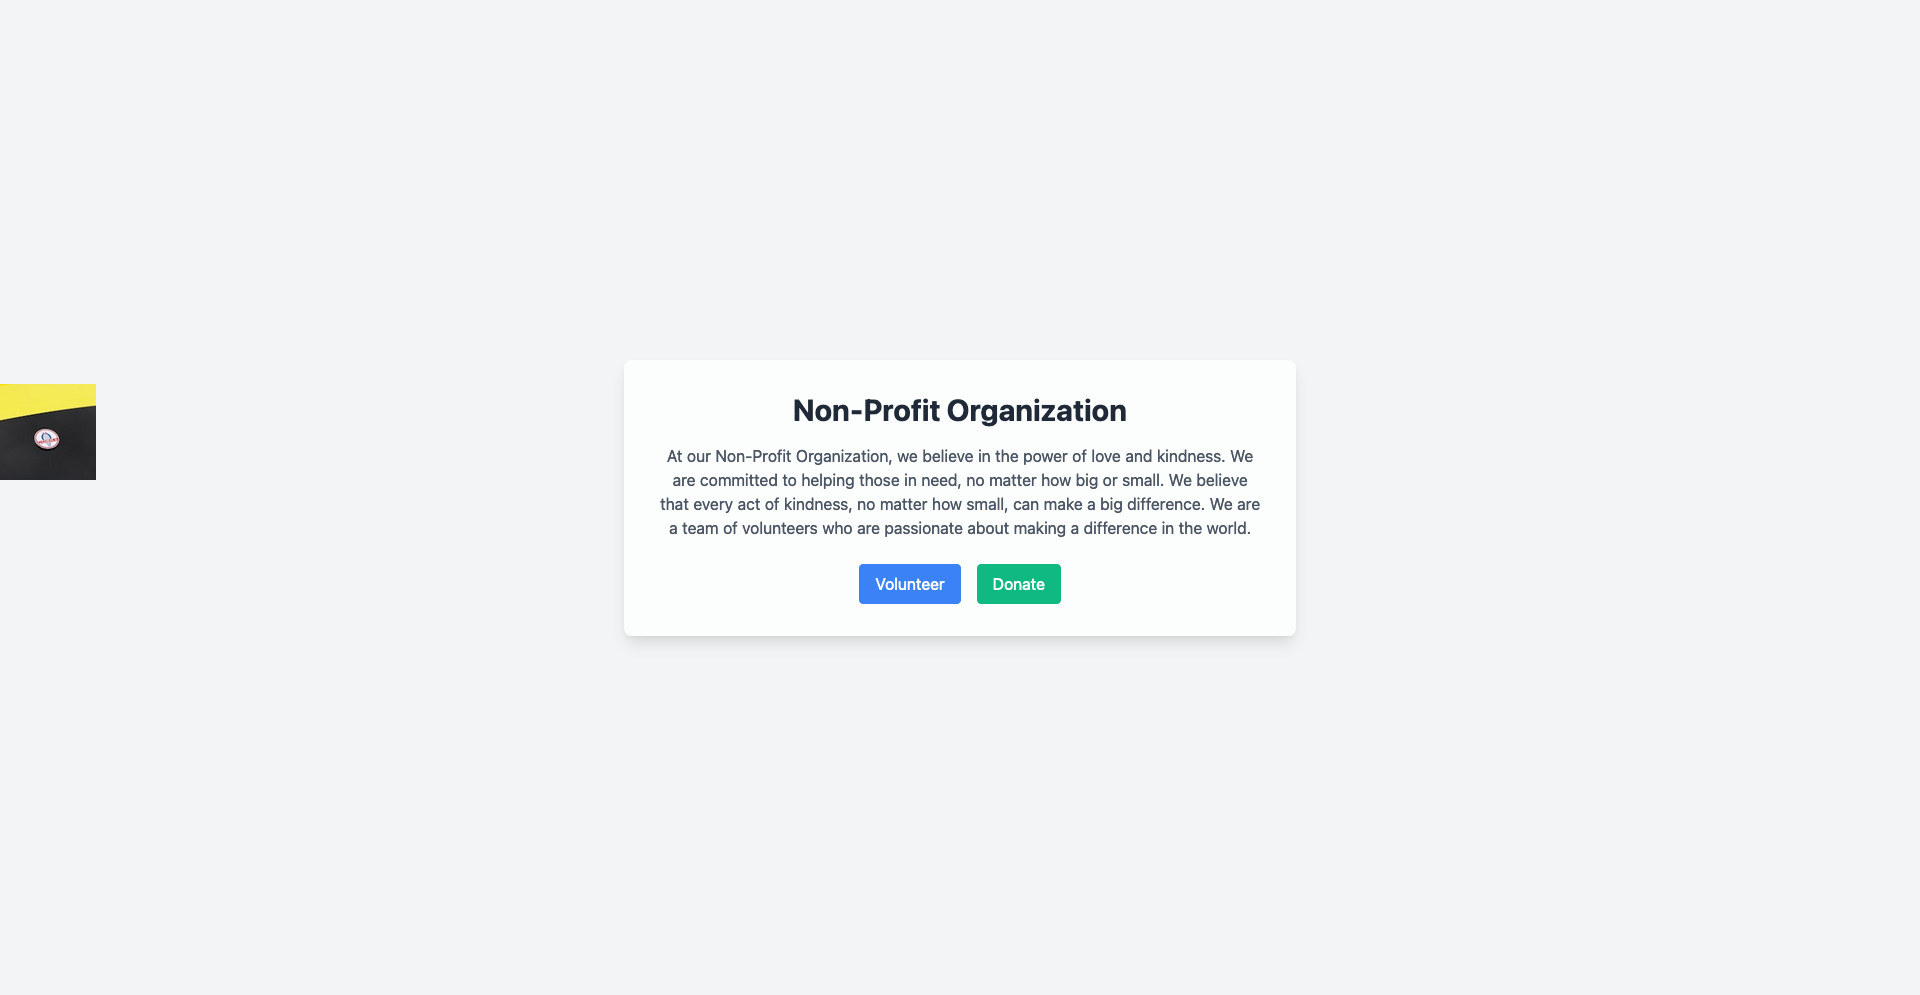 Non-Profit Organization
At our Non-Profit Organization, we believe in the power of love and kindness. We
are committed to helping those in need, no matter how big or small. We believe
that every act of kindness, no matter how small, can make a big difference. We are
a team of volunteers who are passionate about making a difference in the world.
Volunteer
Donate